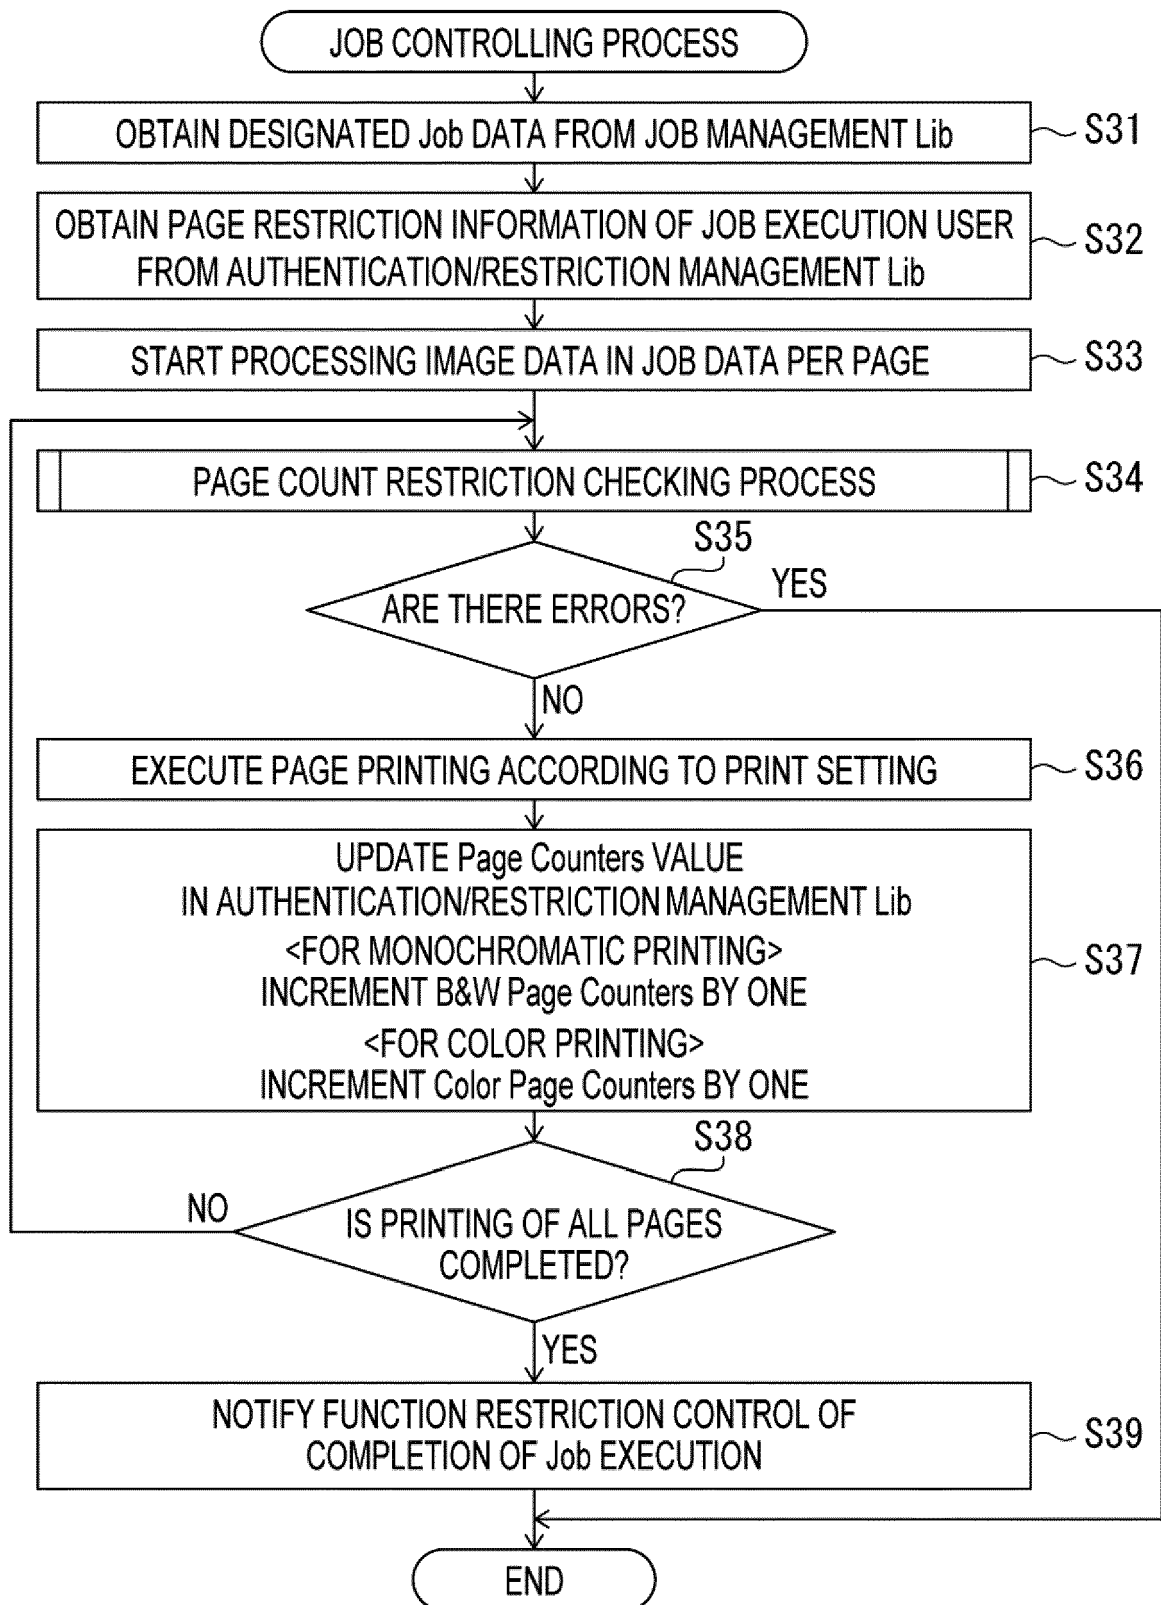 JOB CONTROLLING PROCESS
OBTAIN DESIGNATED Job DATA FROM JOB MANAGEMENT Lib
S31
OBTAIN PAGE RESTRICTION INFORMATION OF JOB EXECUTION USER
FROM AUTHENTICATION/RESTRICTION MANAGEMENT Lib
S32
START PROCESSING IMAGE DATA IN JOB DATA PER PAGE
S33
PAGE COUNT RESTRICTION CHECKING PROCESS
S34
S35
ARE THERE ERRORS?
YES
NO
EXECUTE PAGE PRINTING ACCORDING TO PRINT SETTING
S36
UPDATE Page Counters VALUE
IN AUTHENTICATION/RESTRICTION MANAGEMENT Lib
<FOR MONOCHROMATIC PRINTING>
INCREMENT B&W Page Counters BY ONE
<FOR COLOR PRINTING>
INCREMENT Color Page Counters BY ONE
S37
S38
NO
IS PRINTING OF ALL PAGES
COMPLETED?
YES
NOTIFY FUNCTION RESTRICTION CONTROL OF
COMPLETION OF Job EXECUTION
S39
END